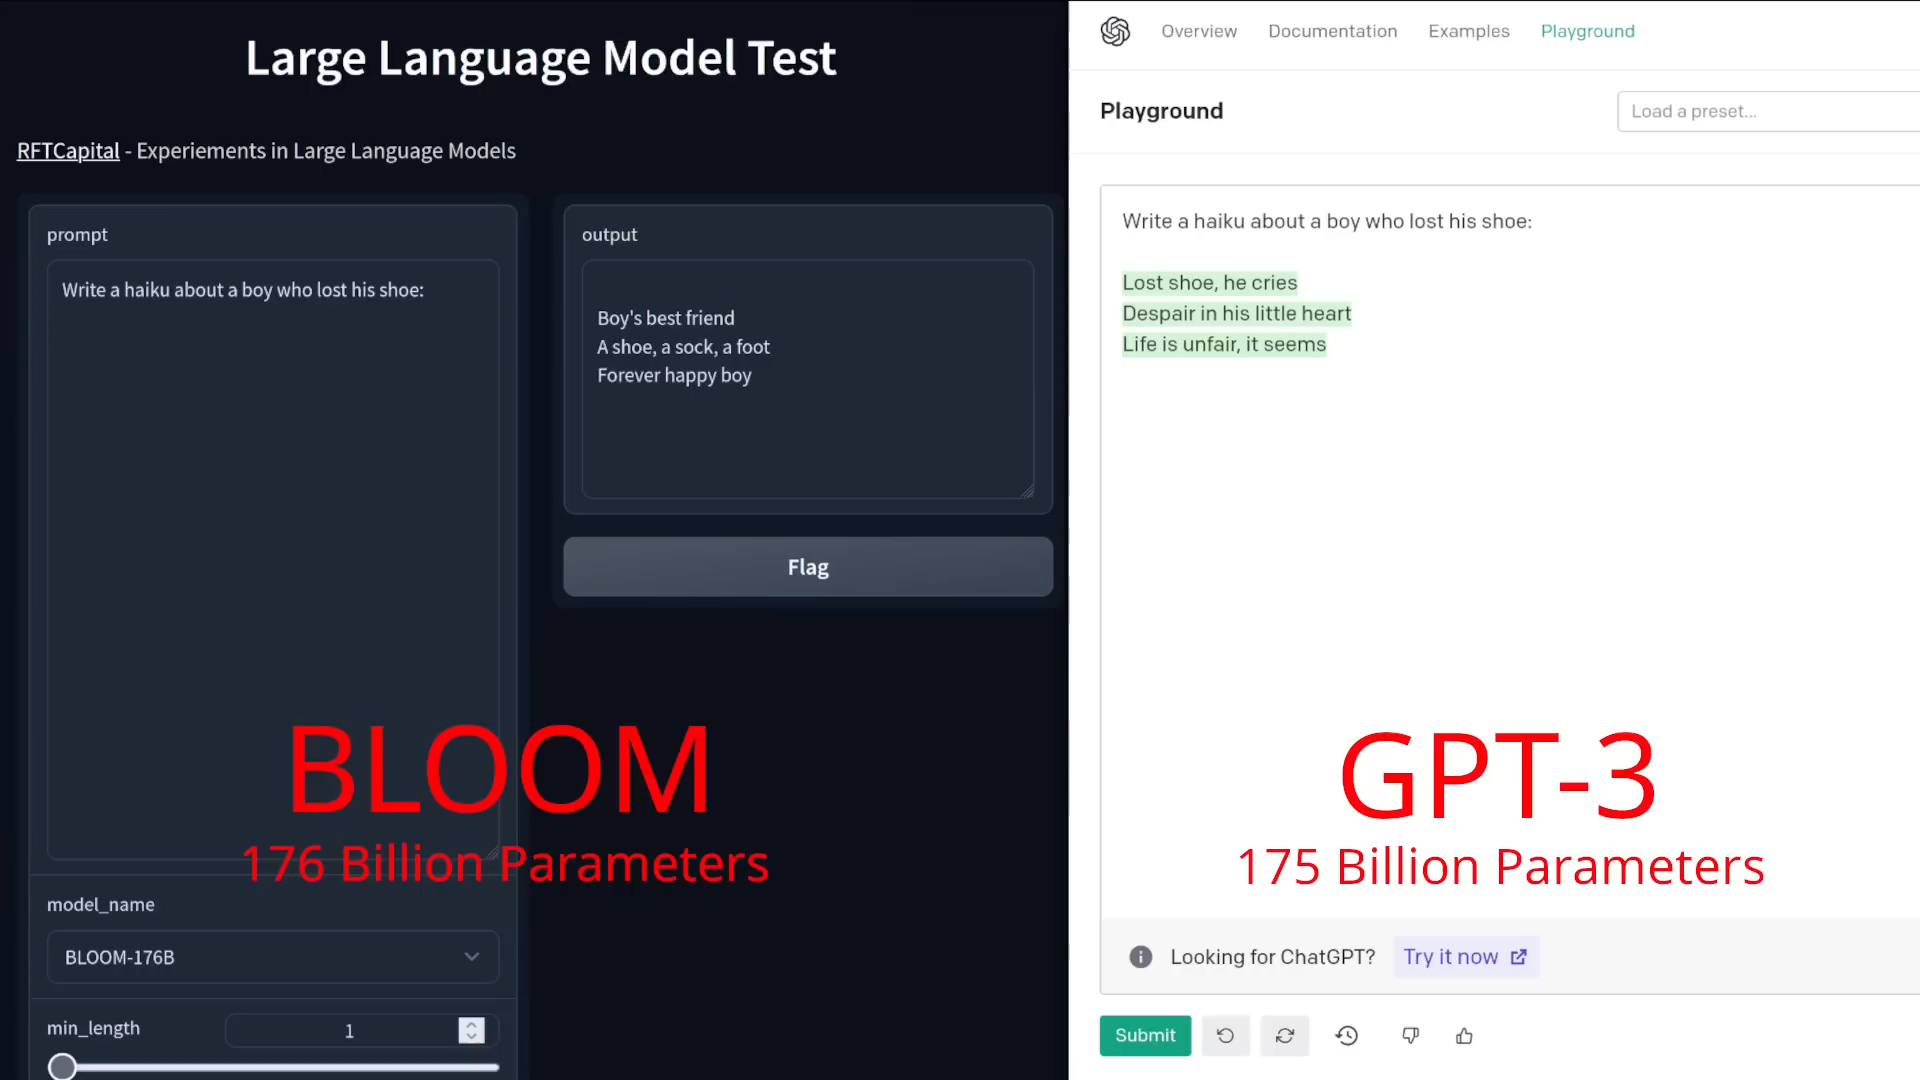 Large Language Model Test
RFTCapital - Experiements in Large Language Models
prompt
Write a haiku about a boy who lost his shoe:
output
Boy's best friend
A shoe, a sock, a foot
Forever happy boy
Flag
BLOOM
176 Billion Parameters
model_name
BLOOM-176B
min_length
1
Overview Documentation Examples Playground
Playground
Load a preset...
Write a haiku about a boy who lost his shoe:
Lost shoe, he cries
Despair in his little heart
Life is unfair, it seems
GPT-3
175 Billion Parameters
Looking for ChatGPT? Try it now
Submit